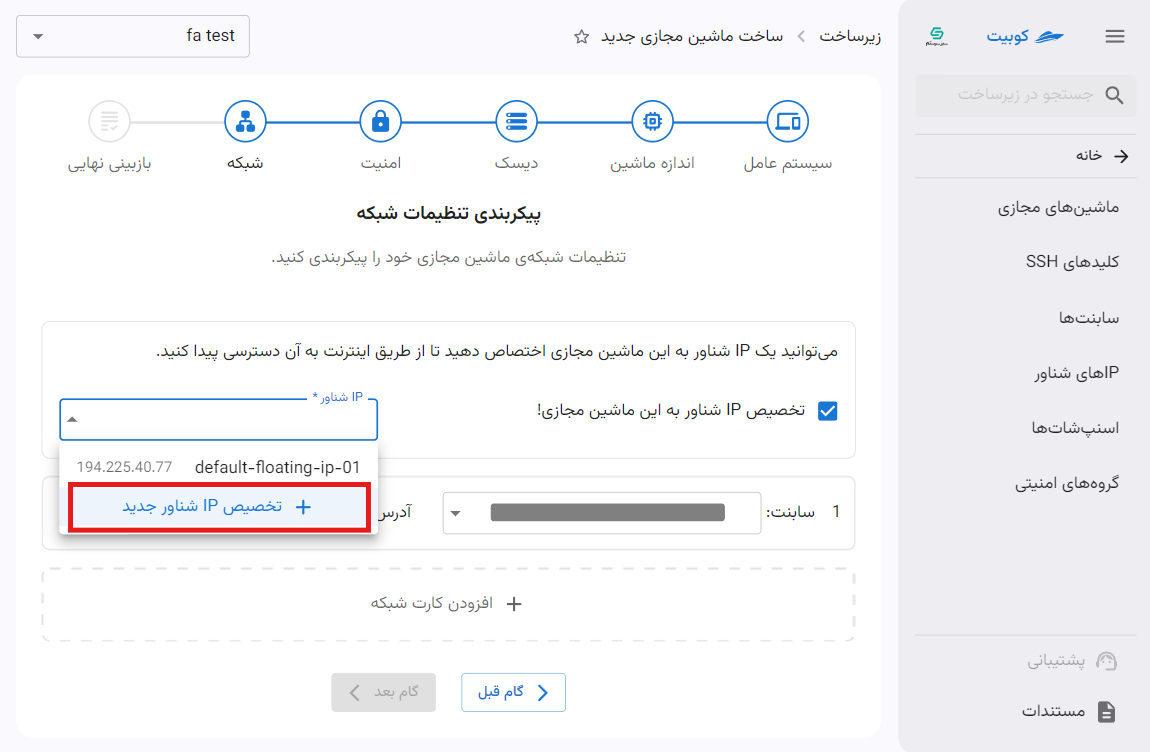 کوبیت
زیرساخت
ساخت ماشین مجازی جدید
fa test
جستجو در زیرساخت
خانه
ماشین‌های مجازی
کلیدهای SSH
سابنت‌ها
IPهای شناور
اسنپ‌شات‌ها
گروه‌های امنیتی
پشتیبانی
مستندات
سیستم عامل
اندازه ماشین
دیسک
امنیت
شبکه
بازبینی نهایی
پیکربندی تنظیمات شبکه
تنظیمات شبکه‌ی ماشین مجازی خود را پیکربندی کنید.
می‌توانید یک IP شناور به این ماشین مجازی اختصاص دهید تا از طریق اینترنت به آن دسترسی پیدا کنید.
تخصیص IP شناور به این ماشین مجازی!
IP شناور *
default-floating-ip-01 194.225.40.77
تخصیص IP شناور جدید
1 سابنت:
آدرس
افزودن کارت شبکه
گام قبل
گام بعد